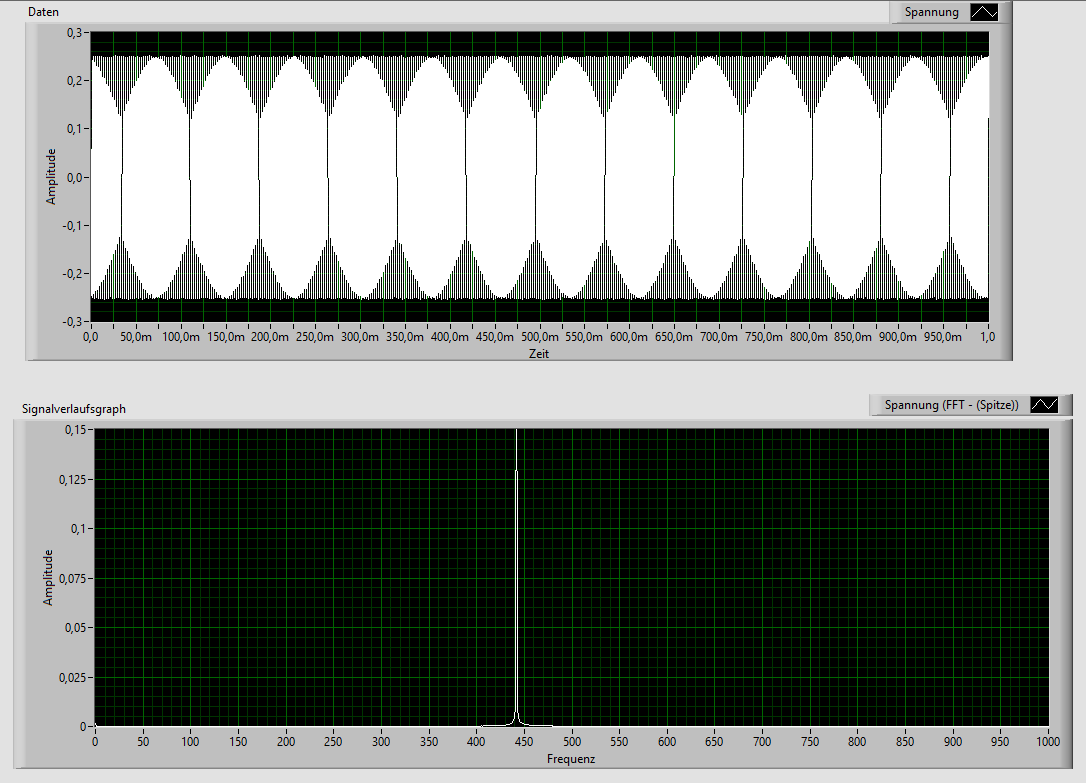 Daten
Spannung
0,3
0,2
0,1
0,0
-0,1
-0,2
-0,3
Amplitude
0,0 50,0m 100,0m 150,0m 200,0m 250,0m 300,0m 350,0m 400,0m 450,0m 500,0m 550,0m 600,0m 650,0m 700,0m 750,0m 800,0m 850,0m 900,0m 950,0m 1,0
Zeit
Signalverlaufsgraph
Spannung (FFT - (Spitze))
0,15
0,125
0,1
0,075
0,05
0,025
0
Amplitude
0 50 100 150 200 250 300 350 400 450 500 550 600 650 700 750 800 850 900 950 1000
Frequenz